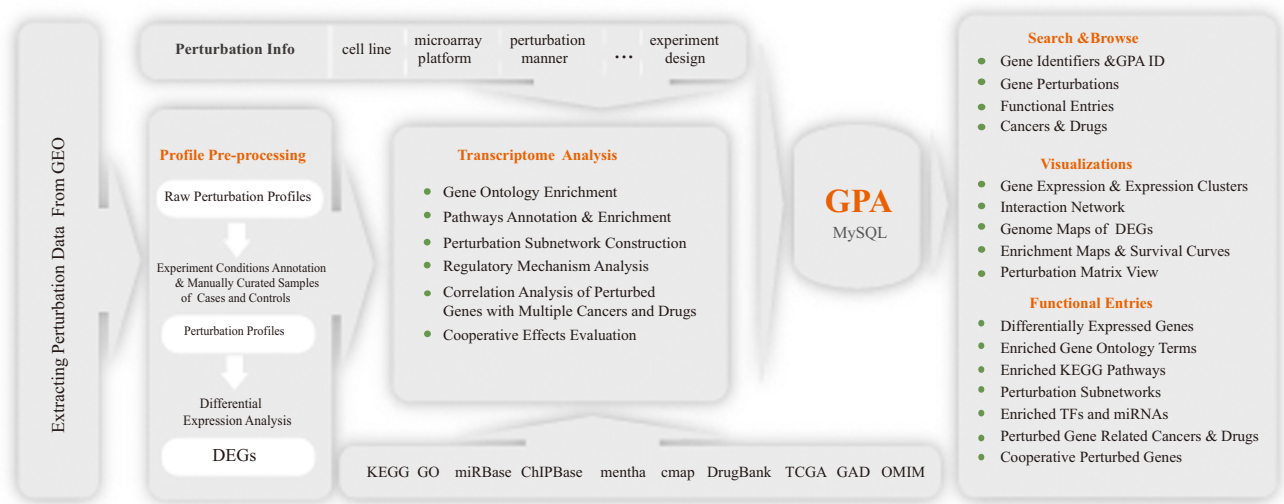 Extracting Perturbation Data From GEO
Perturbation Info
cell line
microarray
platform
perturbation
manner
...
experiment
design
Profile Pre-processing
Raw Perturbation Profiles
Experiment Conditions Annotation
& Manually Curated Samples
of Cases and Controls
Perturbation Profiles
Differential
Expression Analysis
DEGs
Transcriptome Analysis
Gene Ontology Enrichment
Pathways Annotation & Enrichment
Perturbation Subnetwork Construction
Regulatory Mechanism Analysis
Correlation Analysis of Perturbed
Genes with Multiple Cancers and Drugs
Cooperative Effects Evaluation
KEGG GO miRBase ChIPBase mentha cmap DrugBank TCGA GAD OMIM
GPA
MySQL
Search &Browse
Gene Identifiers &GPA ID
Gene Perturbations
Functional Entries
Cancers & Drugs
Visualizations
Gene Expression & Expression Clusters
Interaction Network
Genome Maps of DEGs
Enrichment Maps & Survival Curves
Perturbation Matrix View
Functional Entries
Differentially Expressed Genes
Enriched Gene Ontology Terms
Enriched KEGG Pathways
Perturbation Subnetworks
Enriched TFs and miRNAs
Perturbed Gene Related Cancers & Drugs
Cooperative Perturbed Genes